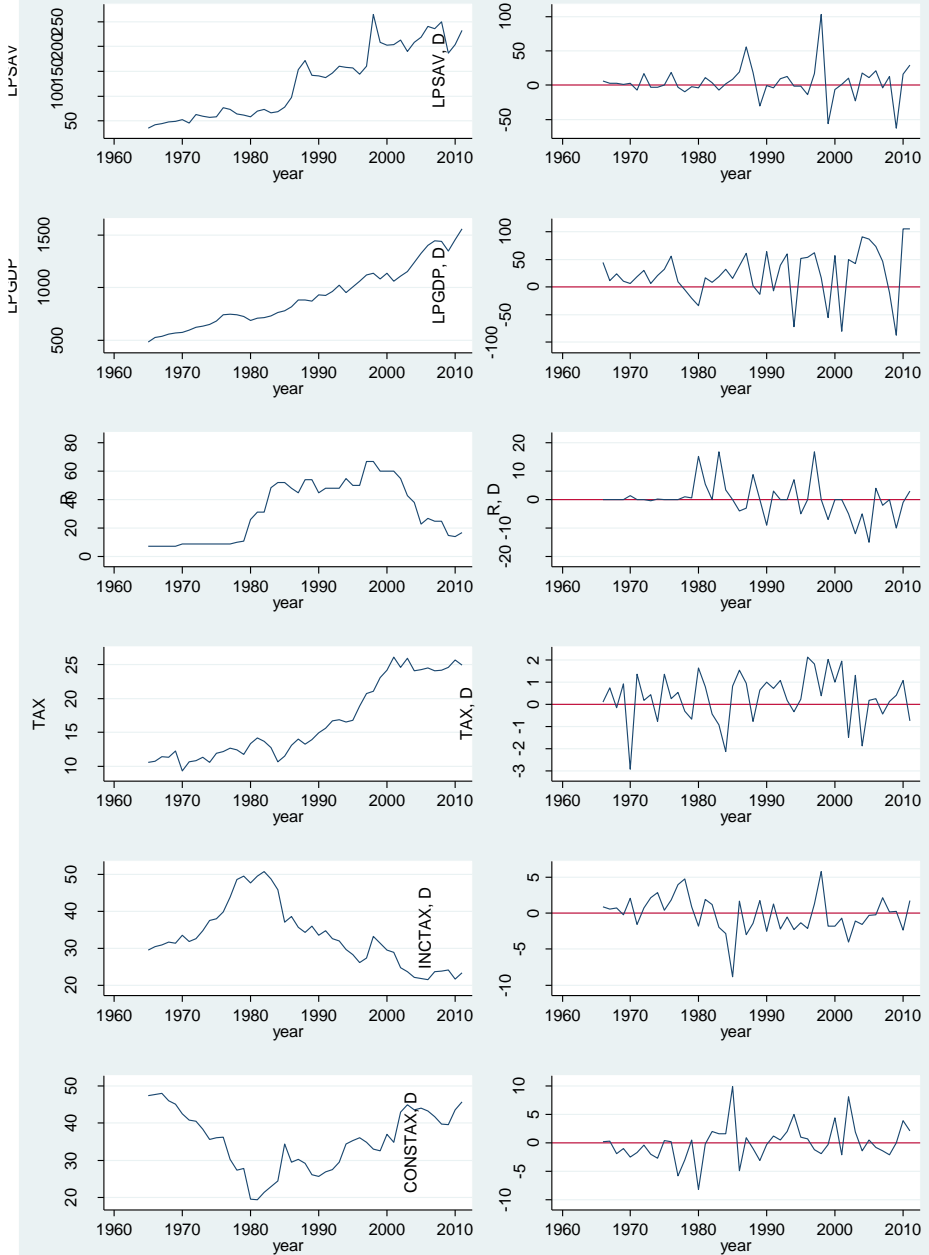 LPSAV
50 100 150 200 250
1960 1970 1980 1990 2000 2010
year
LPSAV, D
-50 0 50 100
1960 1970 1980 1990 2000 2010
year
LPGDP
500 1000 1500
1960 1970 1980 1990 2000 2010
year
LPGDP, D
-100 -50 0 50 100
1960 1970 1980 1990 2000 2010
year
R
0 20 40 60 80
1960 1970 1980 1990 2000 2010
year
R, D
-20 -10 0 10 20
1960 1970 1980 1990 2000 2010
year
TAX
10 15 20 25
1960 1970 1980 1990 2000 2010
year
TAX, D
-3 -2 -1 0 1 2
1960 1970 1980 1990 2000 2010
year
20 30 40 50
1960 1970 1980 1990 2000 2010
year
INCTAX, D
-10 -5 0 5
1960 1970 1980 1990 2000 2010
year
20 30 40 50
1960 1970 1980 1990 2000 2010
year
CONSTAX, D
-10 -5 0 5 10
1960 1970 1980 1990 2000 2010
year